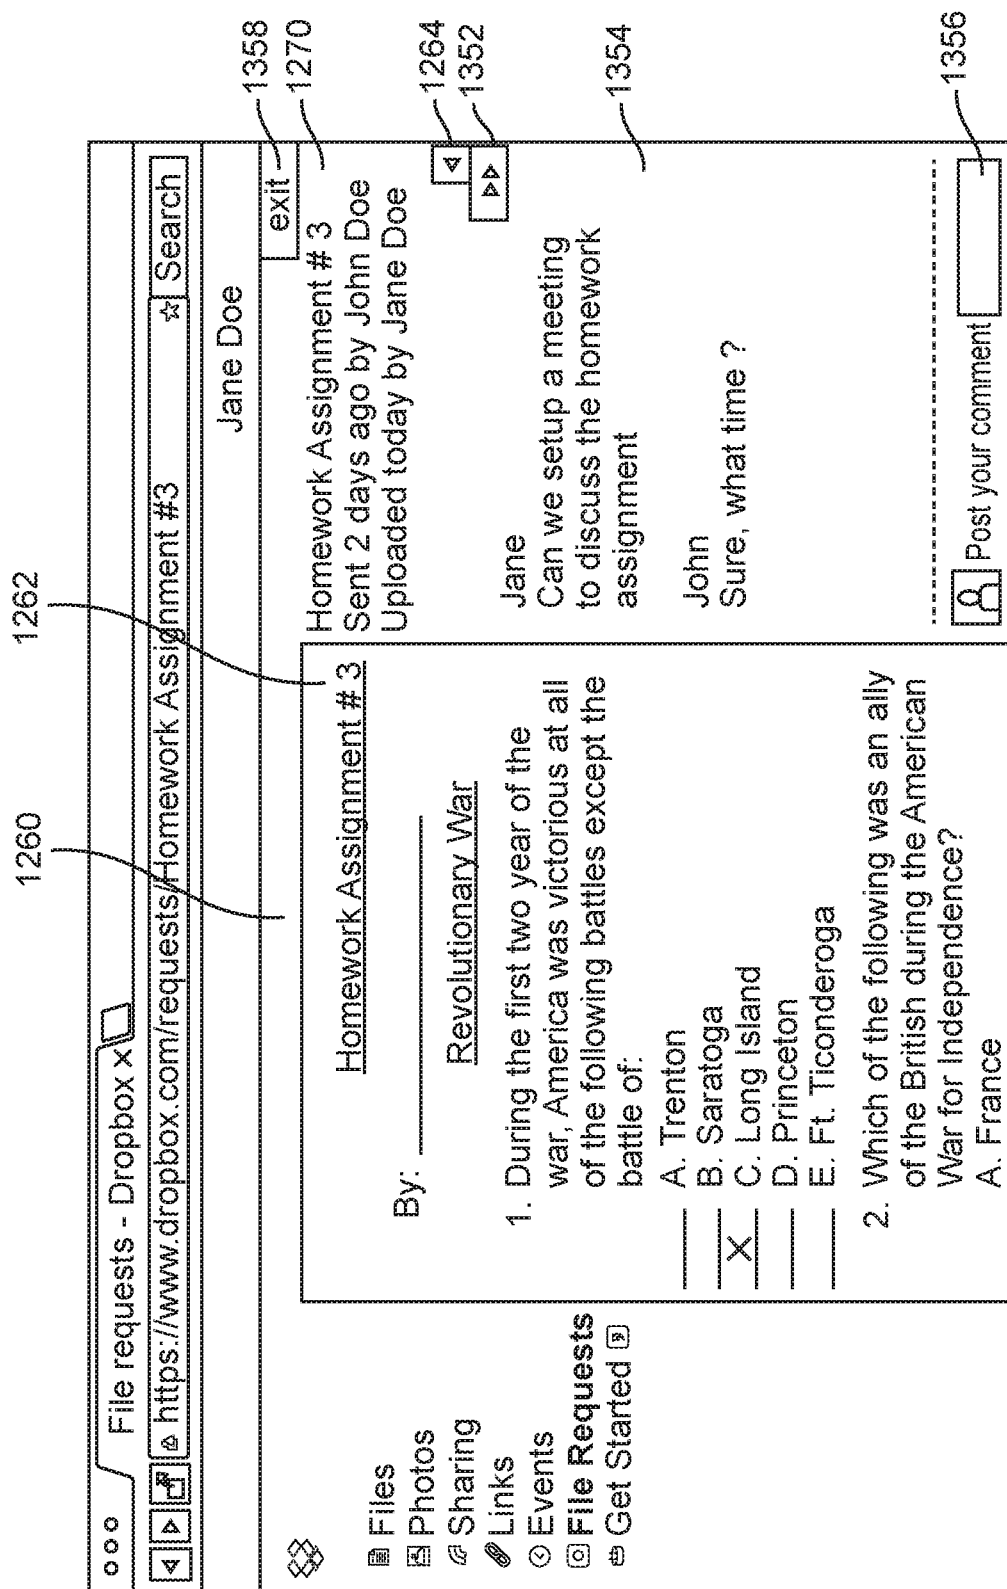 1260
1262
File requests - Dropbox x
https://www.dropbox.com/requests/Homework Assignment #3
Search
Jane Doe
exit
1358
1270
1264
1352
1354
1356
Files
Photos
Sharing
Links
Events
File Requests
Get Started
Homework Assignment # 3
By:
Revolutionary War
1. During the first two year of the
war, America was victorious at all
of the following battles except the
battle of:
A. Trenton
B. Saratoga
X C. Long Island
D. Princeton
E. Ft. Ticonderoga
2. Which of the following was an ally
of the British during the American
War for Independence?
A. France
Homework Assignment # 3
Sent 2 days ago by John Doe
Uploaded today by Jane Doe
Jane
Can we setup a meeting
to discuss the homework
assignment
John
Sure, what time ?
Post your comment